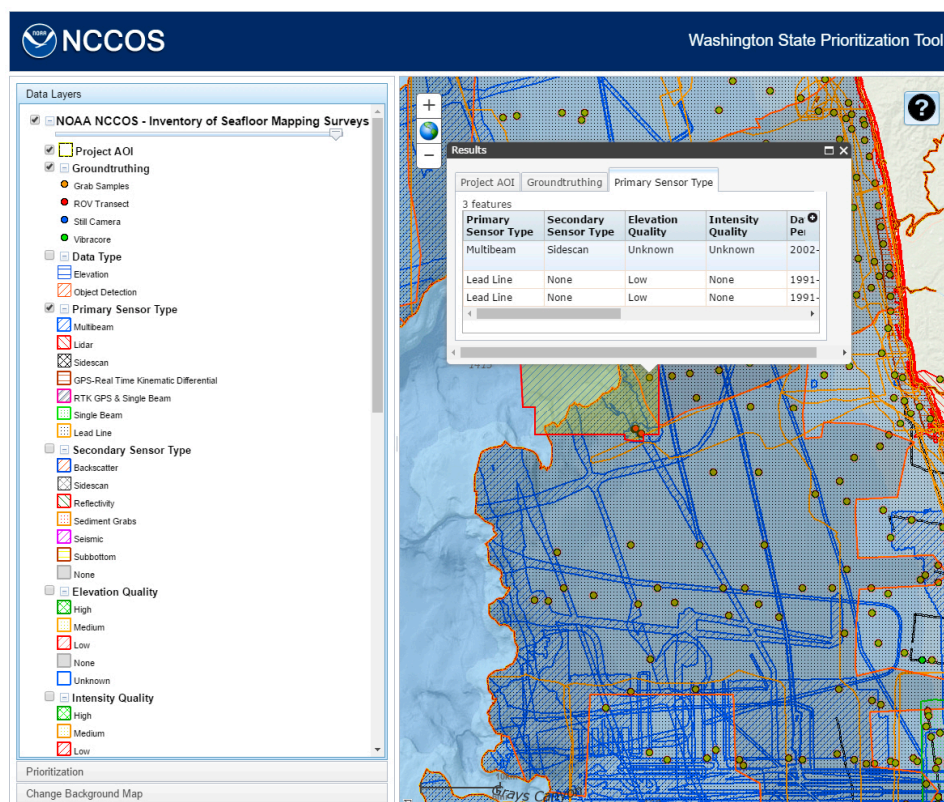 NOAA
NCCOS
Washington State Prioritization Tool
Data Layers
NOAA NCCOS - Inventory of Seafloor Mapping Surveys
Project AOI
Groundtruthing
Grab Samples
ROV Transect
Still Camera
Vibracore
Data Type
Elevation
Object Detection
Primary Sensor Type
Multibeam
Lidar
Sidescan
GPS-Real Time Kinematic Differential
RTK GPS & Single Beam
Single Beam
Lead Line
Secondary Sensor Type
Backscatter
Sidescan
Reflectivity
Sediment Grabs
Seismic
Subbottom
None
Elevation Quality
High
Medium
Low
None
Unknown
Intensity Quality
High
Medium
Low
Prioritization
Change Background Map
+
−
?
Results
Project AOI Groundtruthing Primary Sensor Type
3 features
Primary Sensor Type Secondary Sensor Type Elevation Quality Intensity Quality Da Pei
Multibeam Sidescan Unknown Unknown 2002-
Lead Line None Low None 1991-
Lead Line None Low None 1991-
Grays